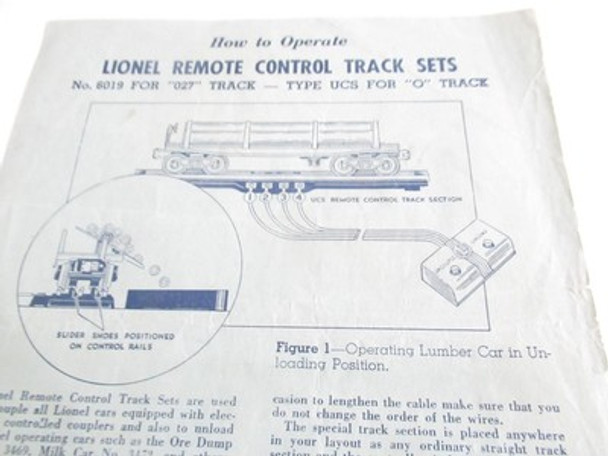 How to Operate
LIONEL REMOTE CONTROL TRACK SETS
No. 6019 FOR "027" TRACK — TYPE UCS FOR "O" TRACK
1 2 3 4
UCS REMOTE CONTROL TRACK SECTION
SLIDER SHOES POSITIONED
ON CONTROL RAILS
Figure 1—Operating Lumber Car in Un-
loading Position.
nel Remote Control Track Sets are used
ouple all Lionel cars equipped with elec-
controlled couplers and also to unload
el operating cars such as the Ore Dump
3469, Milk Car No. 3472, and
casion to lengthen the cable make sure that you
do not change the order of the wires.
The special track section is placed anywhere
in your layout as any ordinary straight track
section and the